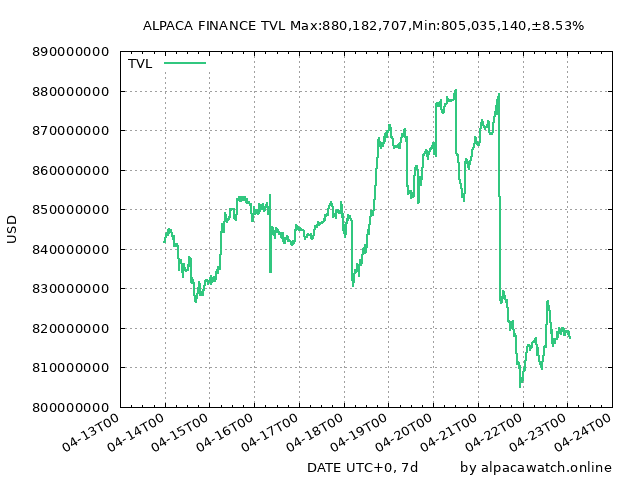 ALPACA FINANCE TVL Max:880,182,707,Min:805,035,140,±8.53%
890000000
TVL
880000000
870000000
860000000
850000000
840000000
830000000
820000000
810000000
800000000
USD
04-13T00
04-14T00
04-15T00
04-16T00
04-17T00
04-18T00
04-19T00
04-20T00
04-21T00
04-22T00
04-23T00
04-24T00
DATE UTC+0, 7d
by alpacawatch.online